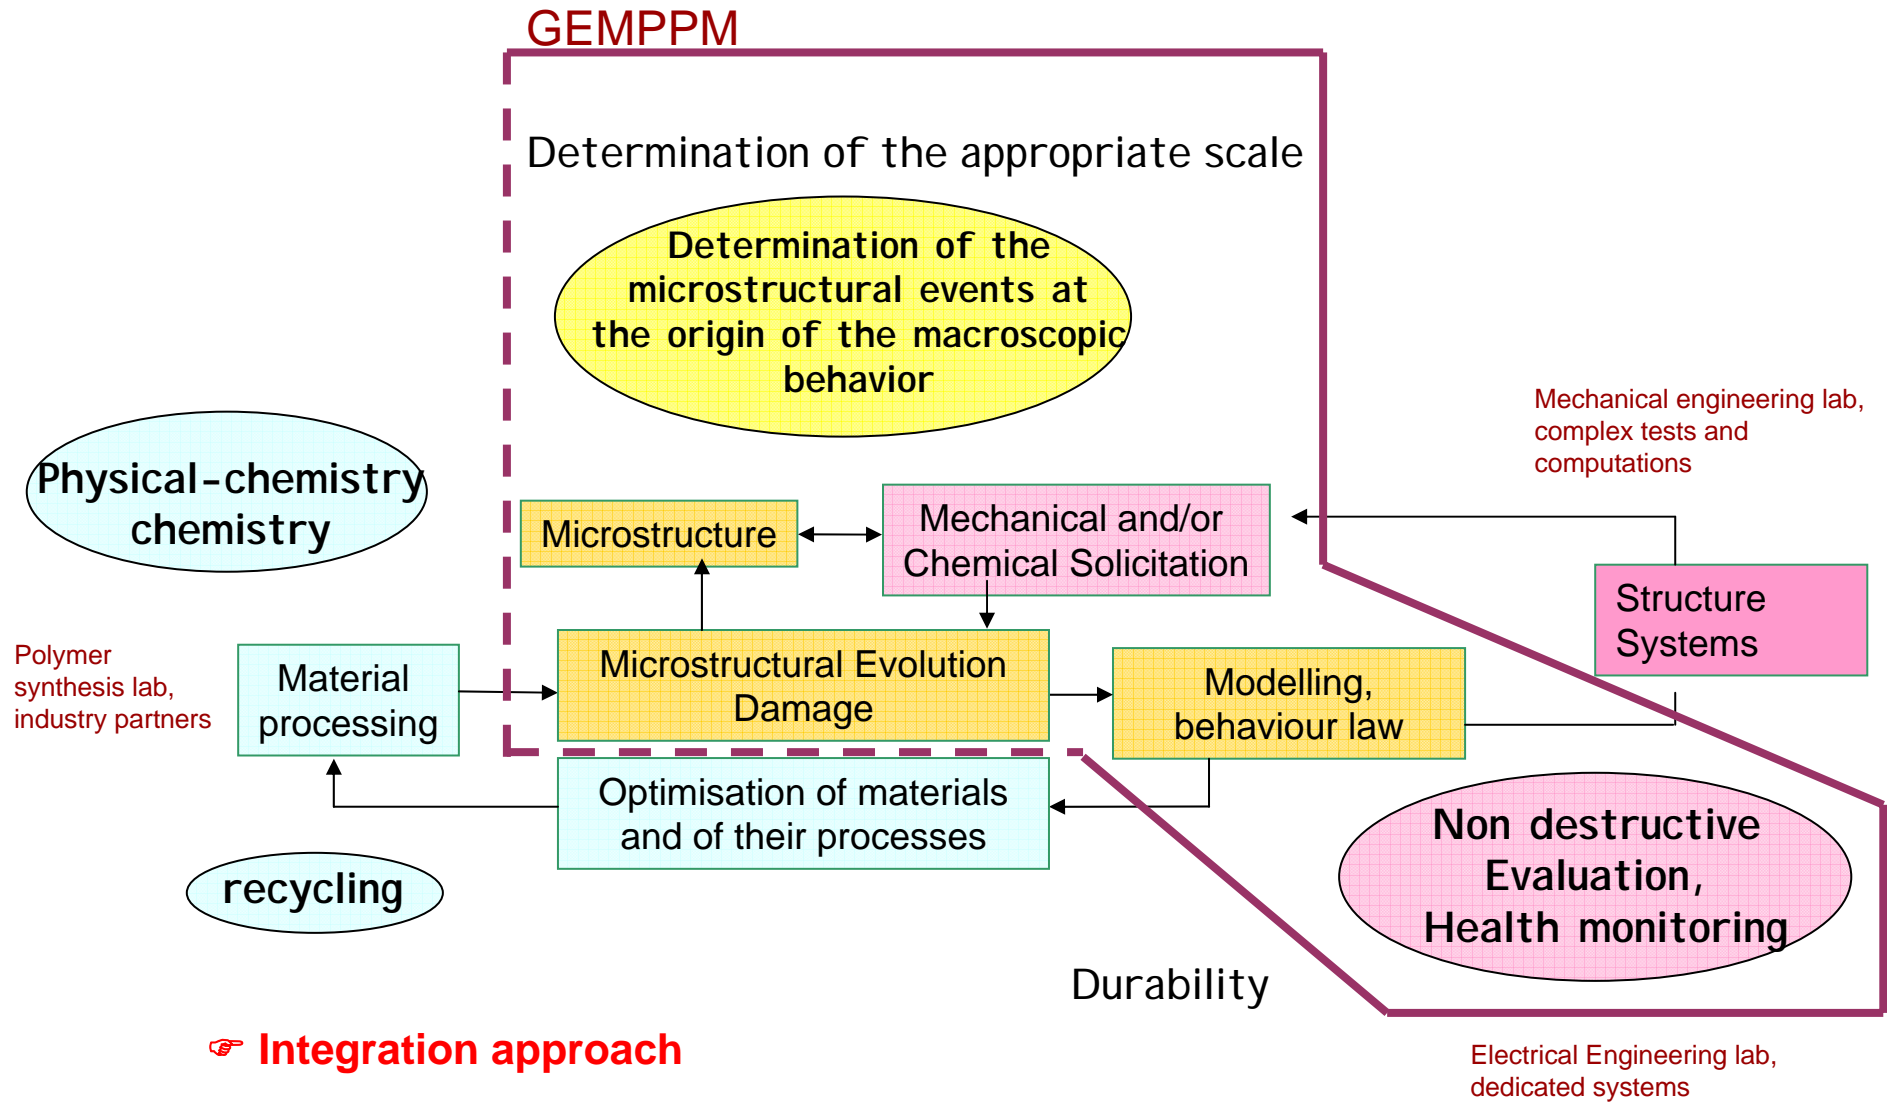 GEMPPM
Determination of the appropriate scale
Determination of the
microstructural events at
the origin of the macroscopic
behavior
Mechanical engineering lab,
complex tests and
computations
Physical-chemistry
chemistry
Microstructure
Mechanical and/or
Chemical Solicitation
Structure
Systems
Polymer
synthesis lab,
industry partners
Material
processing
Microstructural Evolution
Damage
Modelling,
behaviour law
Optimisation of materials
and of their processes
Non destructive
Evaluation,
Health monitoring
recycling
Durability
☞ Integration approach
Electrical Engineering lab,
dedicated systems